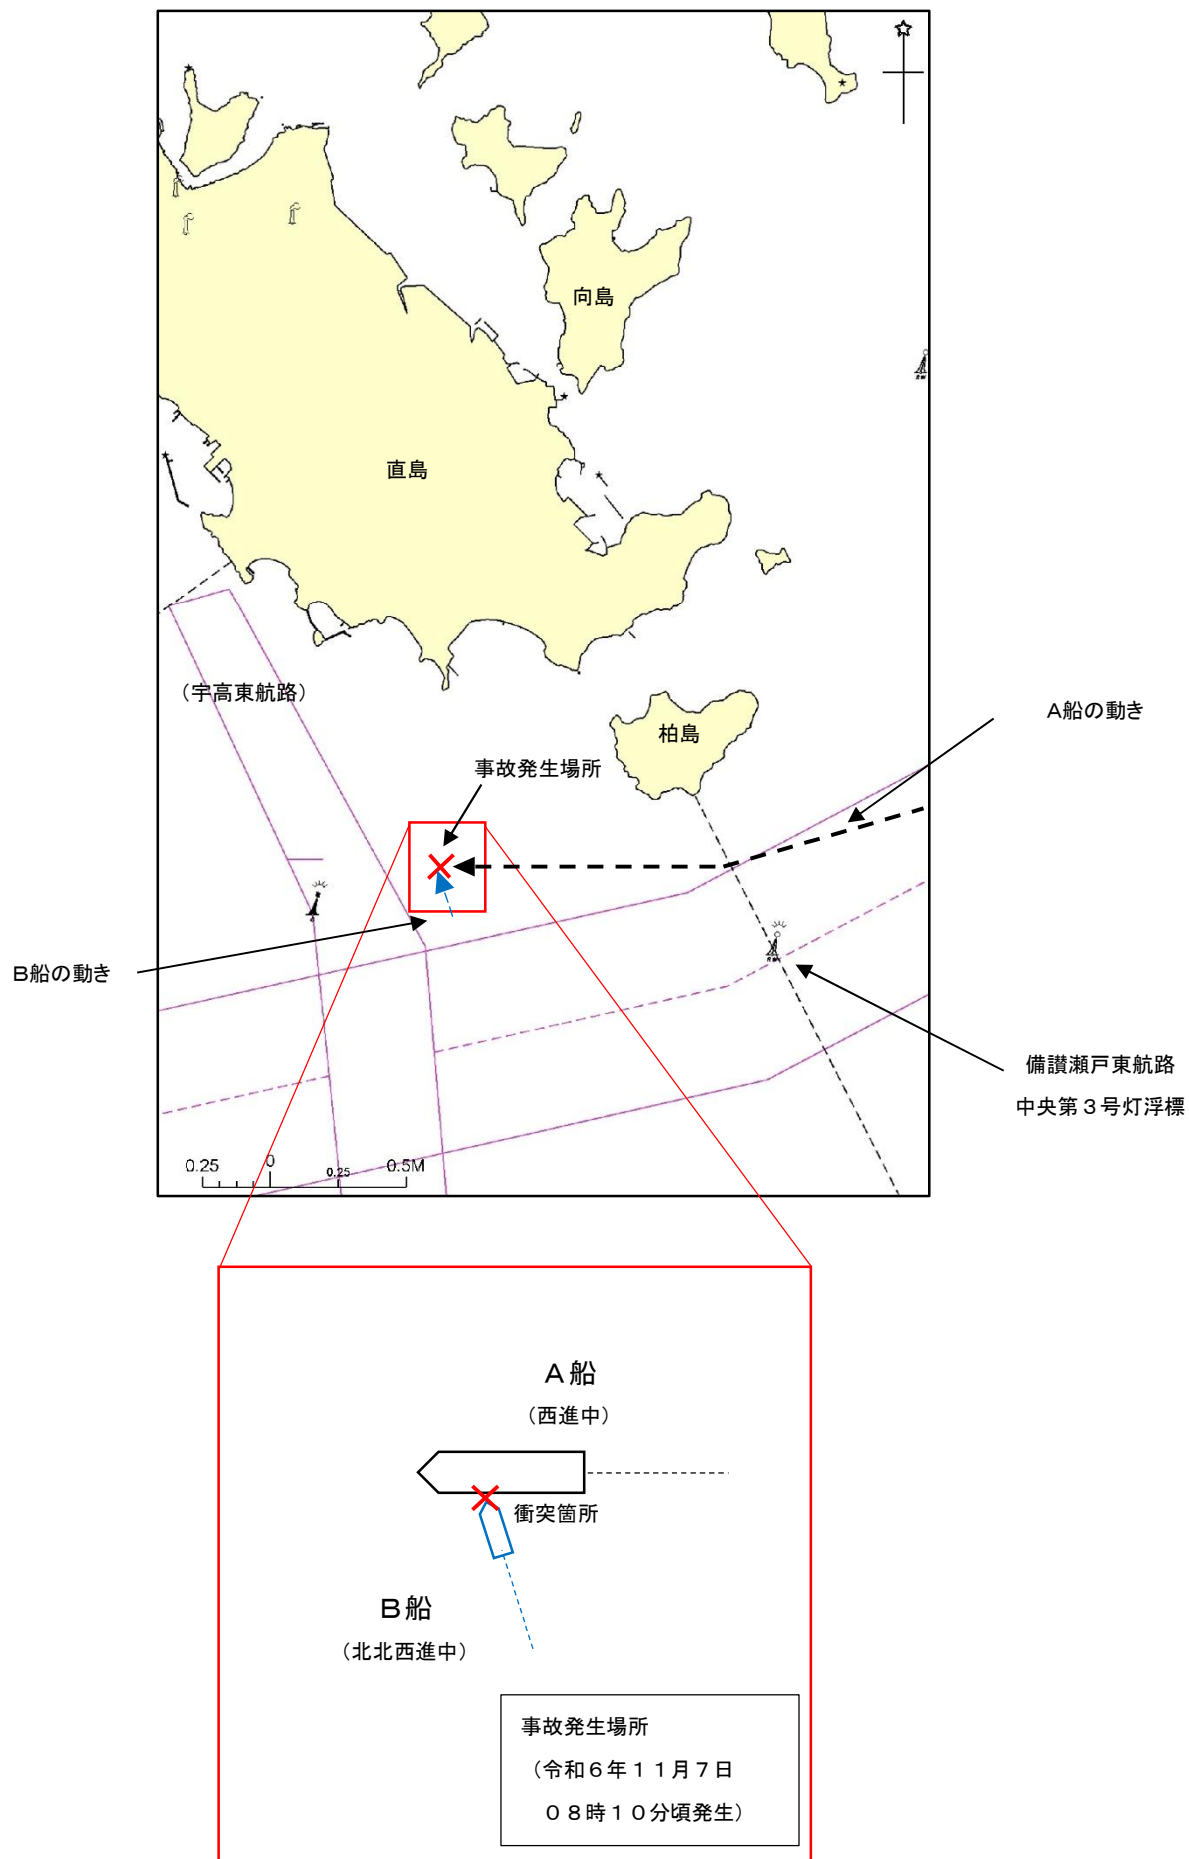 向島
直島
（宇高東航路）
A船の動き
柏島
事故発生場所
B船の動き
備讃瀬戸東航路
中央第３号灯浮標
0.25 0 0.25 0.5M
A船
（西進中）
衝突箇所
B船
（北北西進中）
事故発生場所
（令和６年１１月７日
０８時１０分頃発生）